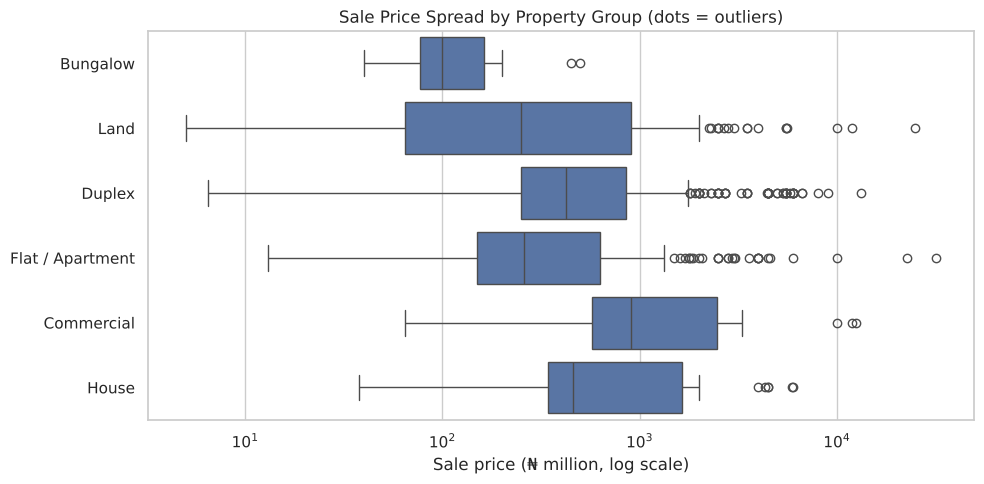 Sale Price Spread by Property Group (dots = outliers)
Bungalow
Land
Duplex
Flat / Apartment
Commercial
House
10¹ 10² 10³ 10⁴
Sale price (₦ million, log scale)